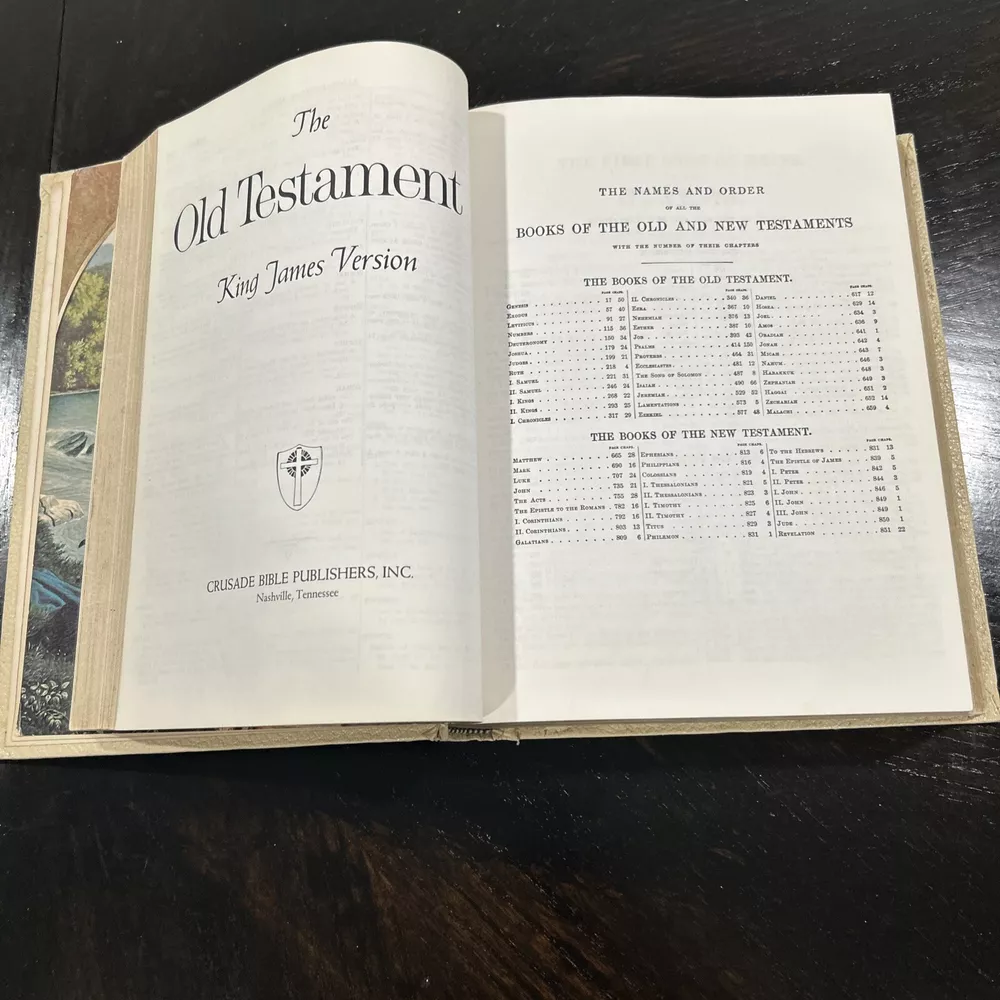 The
Old Testament
King James Version
CRUSADE BIBLE PUBLISHERS, INC.
Nashville, Tennessee
THE NAMES AND ORDER
OF ALL THE
BOOKS OF THE OLD AND NEW TESTAMENTS
WITH THE NUMBER OF THEIR CHAPTERS
THE BOOKS OF THE OLD TESTAMENT.
PAGE CHAPS.
GENESIS 17 50
EXODUS 57 40
LEVITICUS 91 27
NUMBERS 115 36
DEUTERONOMY 150 34
JOSHUA 179 24
JUDGES 199 21
RUTH 218 4
I. SAMUEL 221 31
II. SAMUEL 246 24
I. KINGS 268 22
II. KINGS 293 25
I. CHRONICLES 317 29
PAGE CHAPS.
II. CHRONICLES 340 36
EZRA 367 10
NEHEMIAH 376 13
ESTHER 387 10
JOB 393 42
PSALMS 414 150
PROVERBS 464 31
ECCLESIASTES 481 12
THE SONG OF SOLOMON 487 8
ISAIAH 490 66
JEREMIAH 529 52
LAMENTATIONS 573 5
EZEKIEL 577 48
PAGE CHAPS.
DANIEL 617 12
HOSEA 629 14
JOEL 634 3
AMOS 636 9
OBADIAH 641 1
JONAH 642 4
MICAH 643 7
NAHUM 646 3
HABAKKUK 648 3
ZEPHANIAH 649 3
HAGGAI 651 2
ZECHARIAH 652 14
MALACHI 659 4
THE BOOKS OF THE NEW TESTAMENT.
PAGE CHAPS.
MATTHEW 665 28
MARK 690 16
LUKE 707 24
JOHN 735 21
THE ACTS 755 28
THE EPISTLE TO THE ROMANS 782 16
I. CORINTHIANS 792 16
II. CORINTHIANS 803 13
GALATIANS 809 6
PAGE CHAPS.
EPHESIANS 813 6
PHILIPPIANS 816 4
COLOSSIANS 819 4
I. THESSALONIANS 821 5
II. THESSALONIANS 823 3
I. TIMOTHY 825 6
II. TIMOTHY 827 4
TITUS 829 3
PHILEMON 831 1
PAGE CHAPS.
TO THE HEBREWS 831 13
THE EPISTLE OF JAMES 839 5
I. PETER 842 5
II. PETER 844 3
I. JOHN 846 5
II. JOHN 849 1
III. JOHN 849 1
JUDE 850 1
REVELATION 851 22